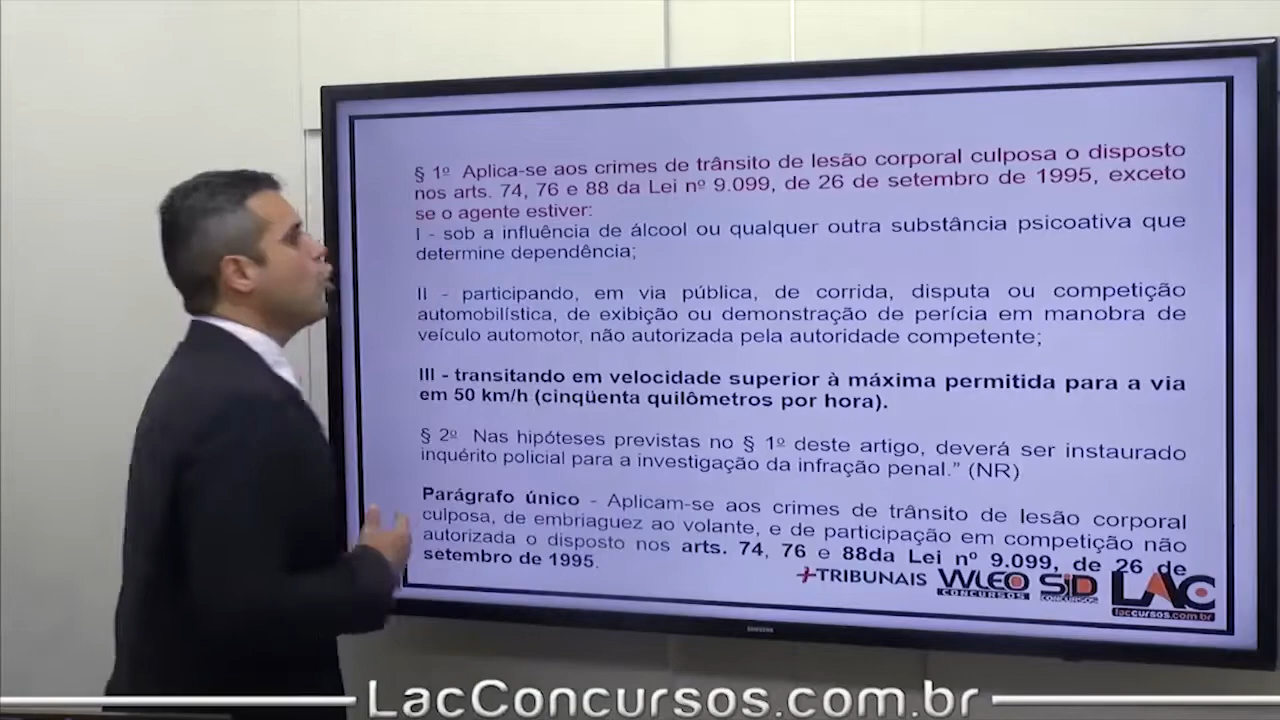 § 1º Aplica-se aos crimes de trânsito de lesão corporal culposa o disposto
nos arts. 74, 76 e 88 da Lei nº 9.099, de 26 de setembro de 1995, exceto
se o agente estiver:
I - sob a influência de álcool ou qualquer outra substância psicoativa que
determine dependência;
II - participando, em via pública, de corrida, disputa ou competição
automobilística, de exibição ou demonstração de perícia em manobra de
veículo automotor, não autorizada pela autoridade competente;
III - transitando em velocidade superior à máxima permitida para a via
em 50 km/h (cinqüenta quilômetros por hora).
§ 2º Nas hipóteses previstas no § 1º deste artigo, deverá ser instaurado
inquérito policial para a investigação da infração penal.” (NR)
Parágrafo único - Aplicam-se aos crimes de trânsito de lesão corporal
culposa, de embriaguez ao volante, e de participação em competição não
autorizada o disposto nos arts. 74, 76 e 88da Lei nº 9.099, de 26 de
setembro de 1995.
+TRIBUNAIS WLEO CONCURSOS SJD CONCURSOS LAC
laccursos.com.br
SAMSUNG
LacConcursos.com.br